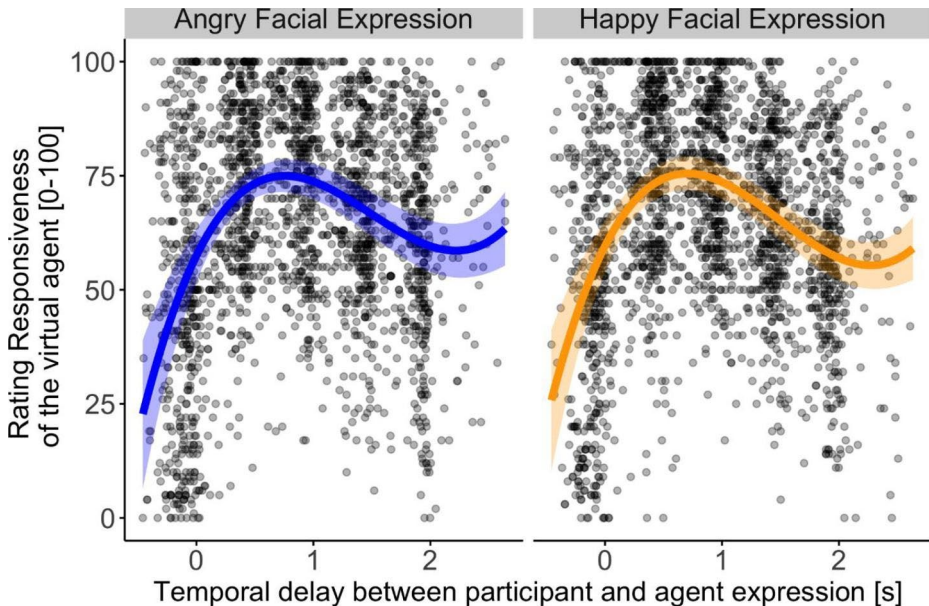 Angry Facial Expression
Happy Facial Expression
Rating Responsiveness
of the virtual agent [0-100]
100
75
50
25
0
0 1 2
0 1 2
Temporal delay between participant and agent expression [s]